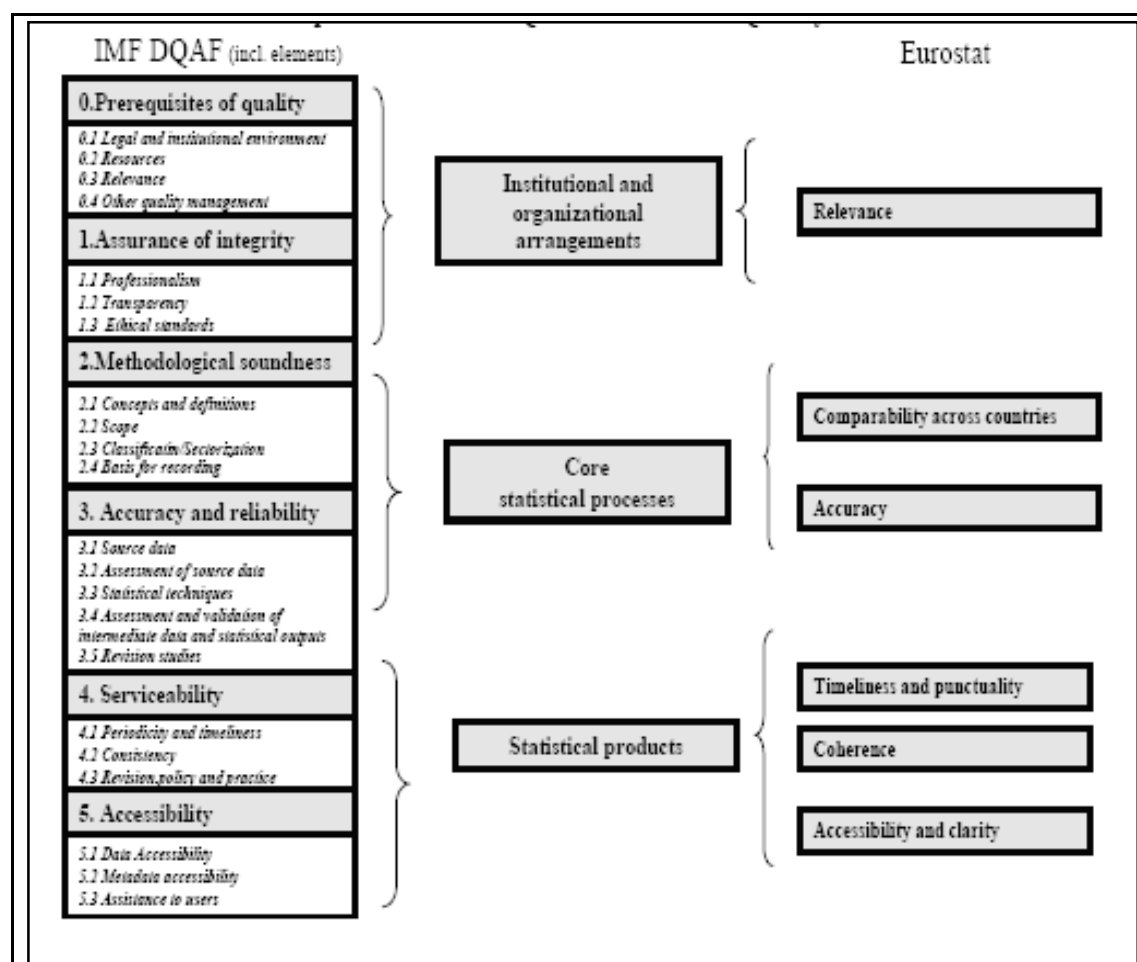 IMF DQAF (incl. elements)
Eurostat
0.Prerequisites of quality
0.1 Legal and institutional environment
0.2 Resources
0.3 Relevance
0.4 Other quality management
1.Assurance of integrity
1.1 Professionalism
1.2 Transparency
1.3 Ethical standards
2.Methodological soundness
2.1 Concepts and definitions
2.2 Scope
2.3 Classificatim/Sectorization
2.4 Basis for recording
3. Accuracy and reliability
3.1 Source data
3.2 Assessment of source data
3.3 Statistical techniques
3.4 Assessment and validation of
intermediate data and statistical outputs
3.5 Revision studies
4. Serviceability
4.1 Periodicity and timeliness
4.2 Consistency
4.3 Revision policy and practice
5. Accessibility
5.1 Data Accessibility
5.2 Metadata accessibility
5.3 Assistance to users
Institutional and
organizational
arrangements
Core
statistical processes
Statistical products
Relevance
Comparability across countries
Accuracy
Timeliness and punctuality
Coherence
Accessibility and clarity